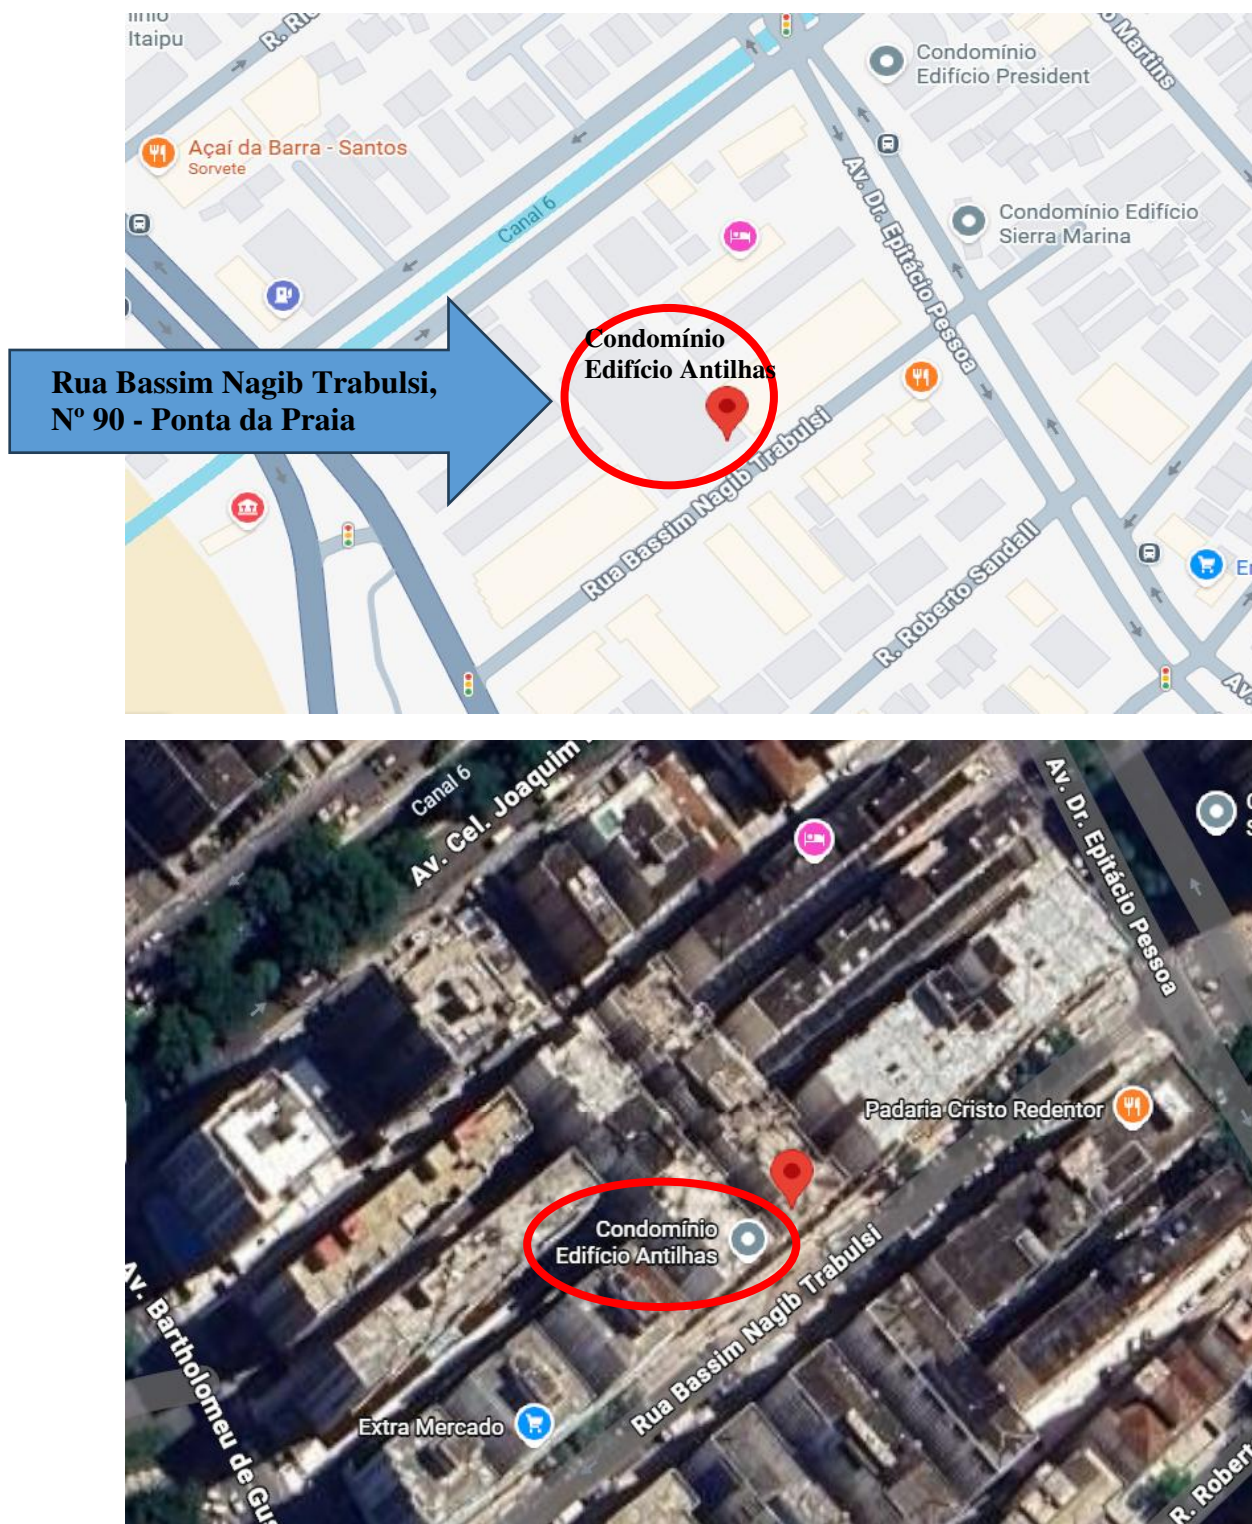 Itaipu
Condomínio
Edifício President
Açaí da Barra - Santos
Sorvete
Canal 6
Av. Dr. Epitácio Pessoa
Condomínio Edifício
Sierra Marina
Condomínio
Edifício Antilhas
Rua Bassim Nagib Trabulsi,
Nº 90 - Ponta da Praia
Rua Bassim Nagib Trabulsi
R. Roberto Sandall
Martins
Av.
Canal 6
Av. Cel. Joaquim
Av. Dr. Epitácio Pessoa
Padaria Cristo Redentor
Condomínio
Edifício Antilhas
Rua Bassim Nagib Trabulsi
Av. Bartholomeu de Gus
Extra Mercado
R. Robert